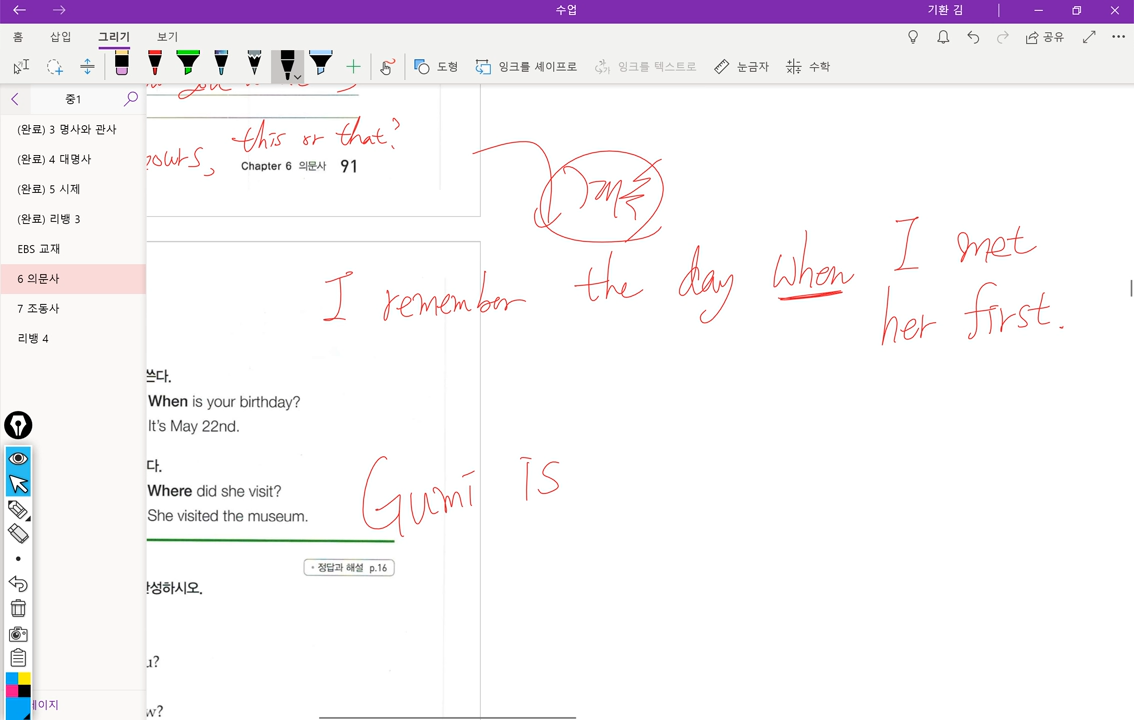 수업
기환 김
홈 삽입 그리기 보기
공유
도형 잉크를 셰이프로 잉크를 텍스트로 눈금자 수학
중1
(완료) 3 명사와 관사
(완료) 4 대명사
(완료) 5 시제
(완료) 리뱅 3
EBS 교재
6 의문사
7 조동사
리뱅 4
페이지
this or that?
Chapter 6 의문사 91
I remember the day when I met
her first.
쓴다.
When is your birthday?
It's May 22nd.
다.
Where did she visit?
She visited the museum.
Gumi is
• 정답과 해설 p.16
완성하시오.
u?
w?